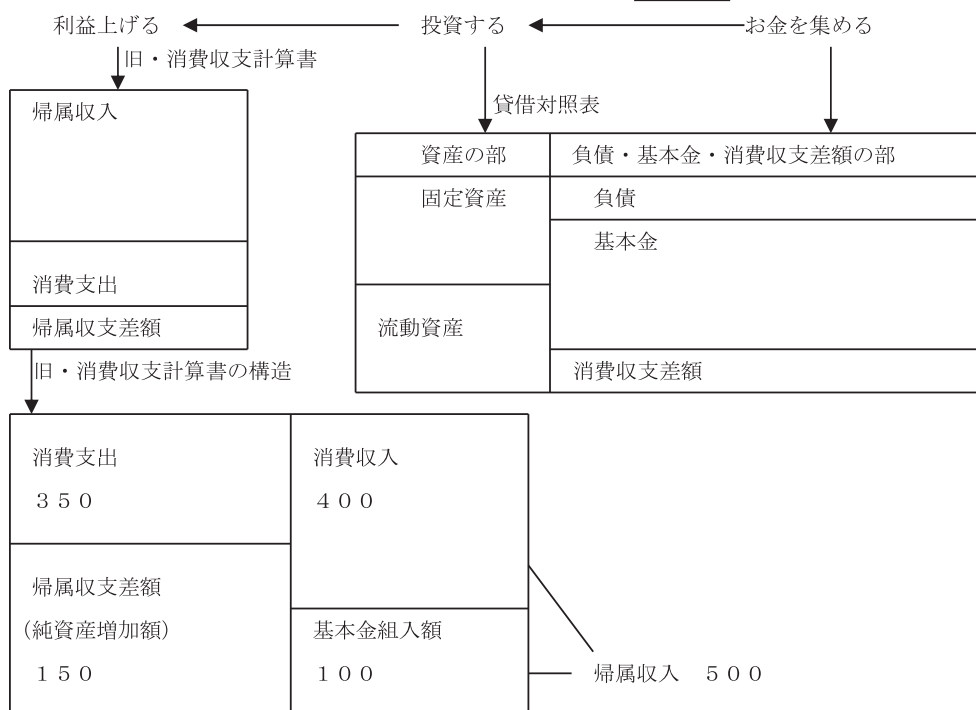 利益上げる　投資する　お金を集める
旧・消費収支計算書
帰属収入
消費支出
帰属収支差額
貸借対照表
資産の部　負債・基本金・消費収支差額の部
固定資産　負債
基本金
流動資産
消費収支差額
旧・消費収支計算書の構造
消費支出　消費収入
３５０　４００
帰属収支差額
（純資産増加額）　基本金組入額
１５０　１００　帰属収入　５００